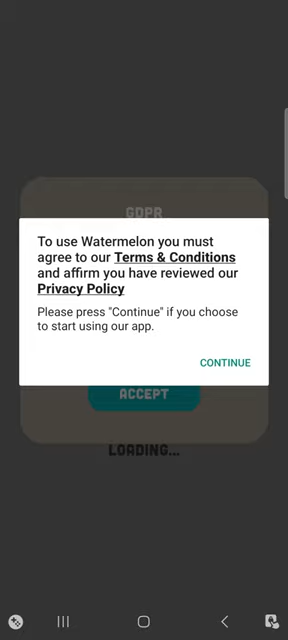 GDPR
To use Watermelon you must
agree to our Terms & Conditions
and affirm you have reviewed our
Privacy Policy
Please press "Continue" if you choose
to start using our app.
CONTINUE
ACCEPT
LOADING...